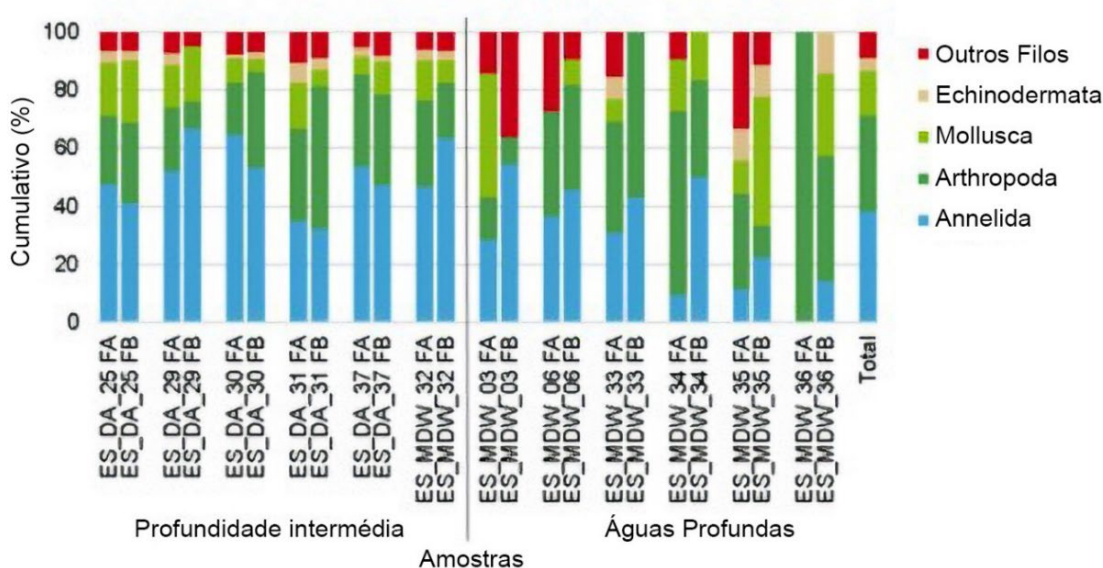 Cumulativo (%)
100
80
60
40
20
0
Outros Filos
Echinodermata
Mollusca
Arthropoda
Annelida
ES_DA_25 FA
ES_DA_25 FB
ES_DA_29 FA
ES_DA_29 FB
ES_DA_30 FA
ES_DA_30 FB
ES_DA_31 FA
ES_DA_31 FB
ES_DA_37 FA
ES_DA_37 FB
ES_MDW_32 FA
ES_MDW_32 FB
ES_MDW_03 FA
ES_MDW_03 FB
ES_MDW_06 FA
ES_MDW_06 FB
ES_MDW_33 FA
ES_MDW_33 FB
ES_MDW_34 FA
ES_MDW_34 FB
ES_MDW_35 FA
ES_MDW_35 FB
ES_MDW_36 FA
ES_MDW_36 FB
Total
Profundidade intermédia
Águas Profundas
Amostras